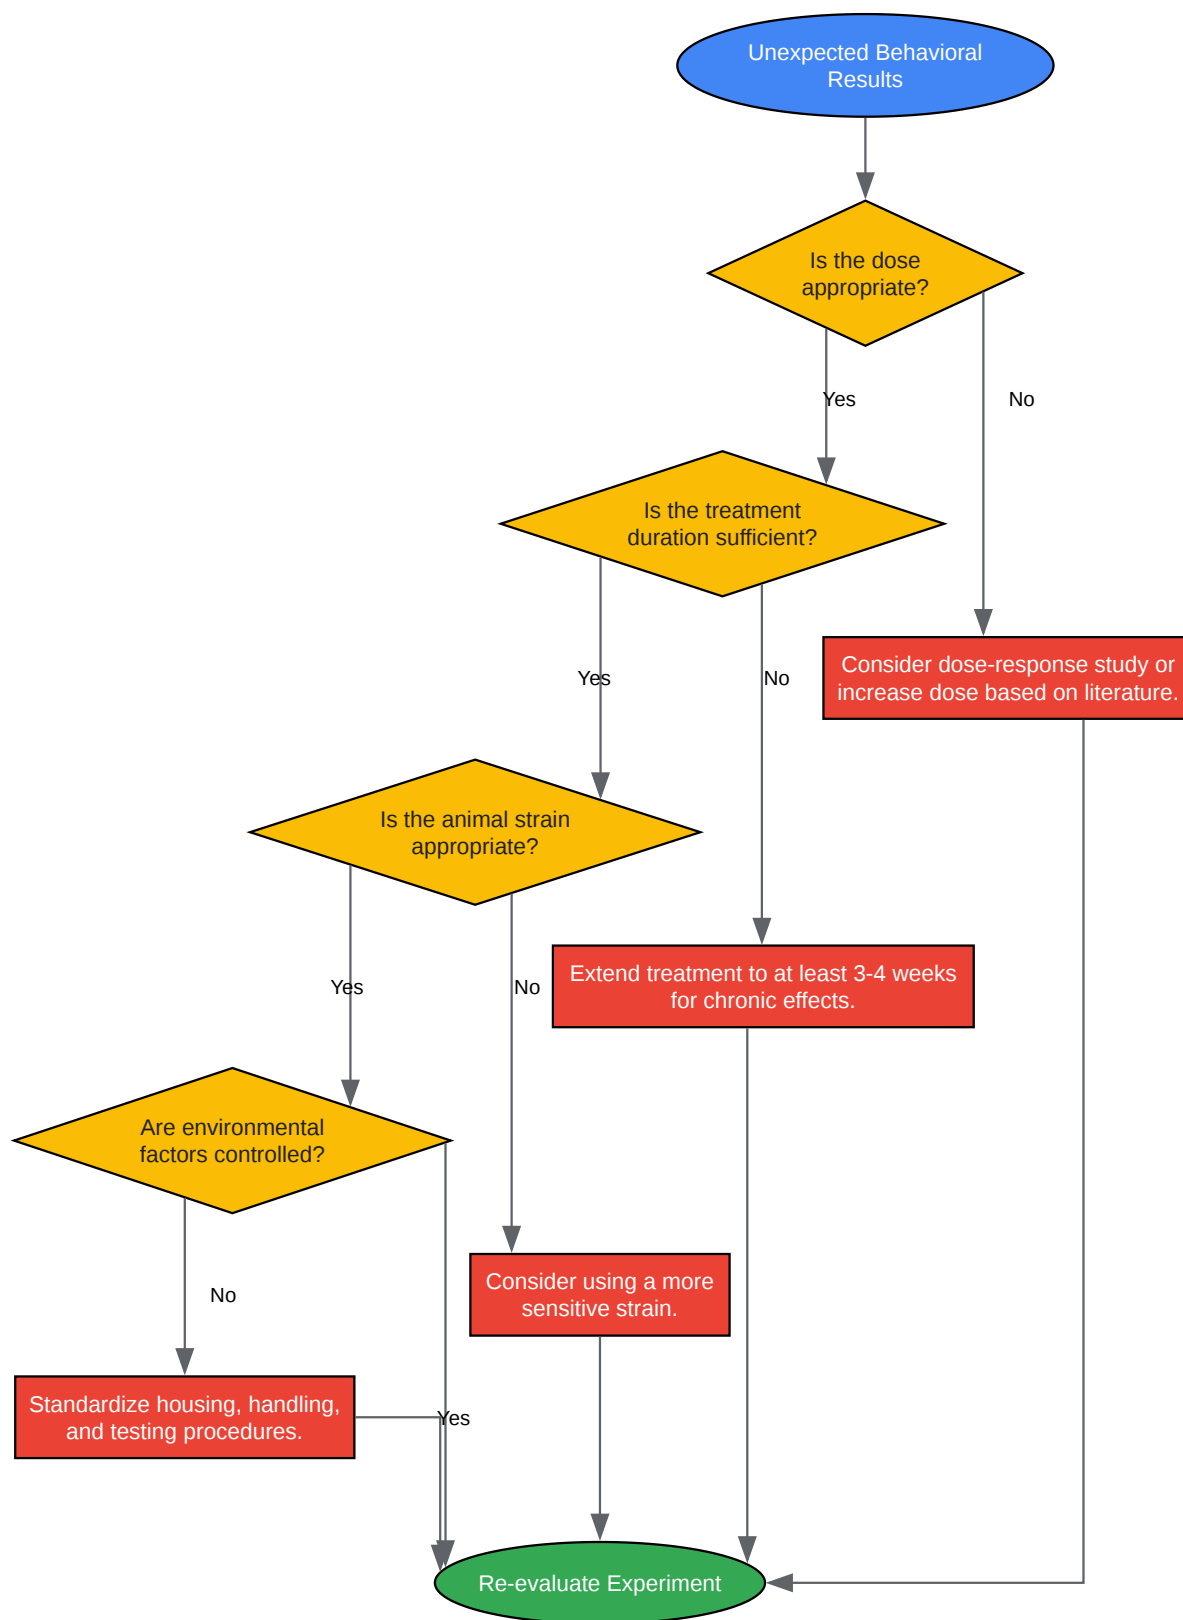 Unexpected Behavioral
Results
Is the dose
appropriate?
Yes
No
Is the treatment
duration sufficient?
Yes
No
Consider dose-response study or
increase dose based on literature.
Is the animal strain
appropriate?
Yes
No
Extend treatment to at least 3-4 weeks
for chronic effects.
Are environmental
factors controlled?
No
Yes
Consider using a more
sensitive strain.
Standardize housing, handling,
and testing procedures.
Re-evaluate Experiment